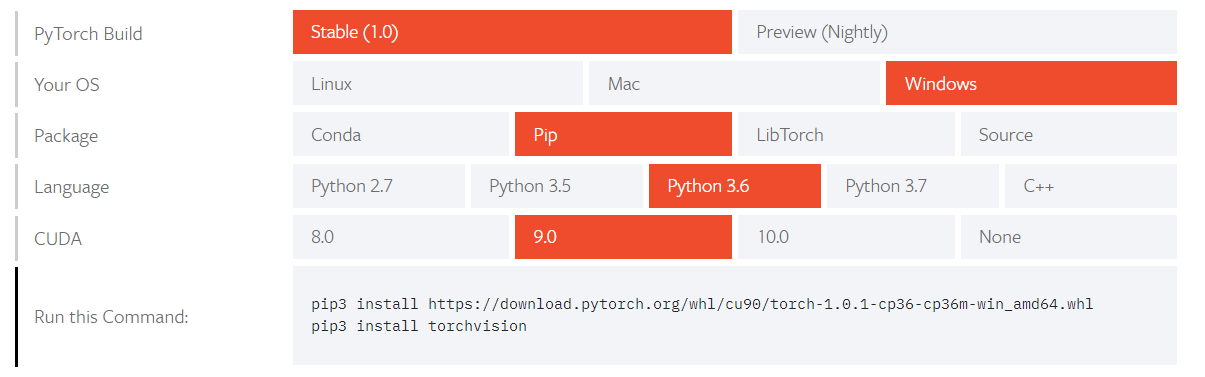 PyTorch Build Stable (1.0) Preview (Nightly)
Your OS Linux Mac Windows
Package Conda Pip LibTorch Source
Language Python 2.7 Python 3.5 Python 3.6 Python 3.7 C++
CUDA 8.0 9.0 10.0 None
Run this Command:
pip3 install https://download.pytorch.org/whl/cu90/torch-1.0.1-cp36-cp36m-win_amd64.whl
pip3 install torchvision